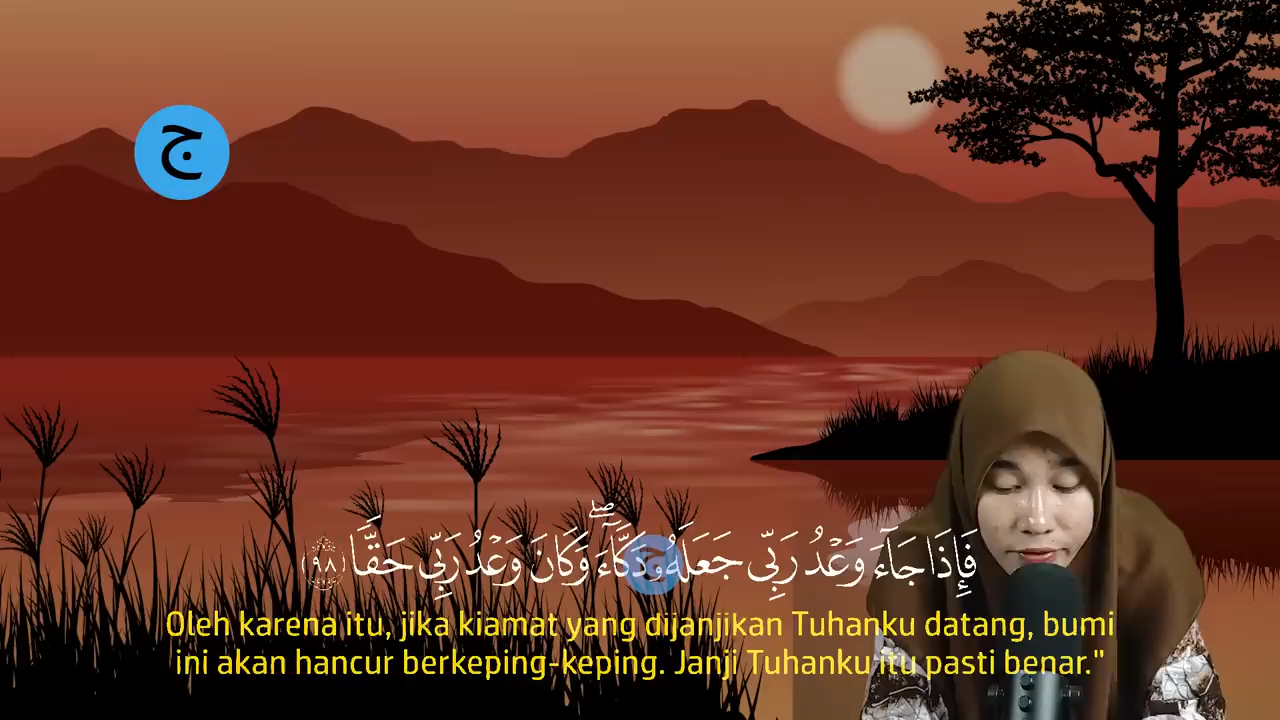 ج
فَإِذَا جَآءَ وَعْدُ رَبِّى جَعَلَهُۥ دَكَّآءَ ۖ وَكَانَ وَعْدُ رَبِّى حَقًّا ﴿٩٨﴾
ج
Oleh karena itu, jika kiamat yang dijanjikan Tuhanku datang, bumi
ini akan hancur berkeping-keping. Janji Tuhanku itu pasti benar."